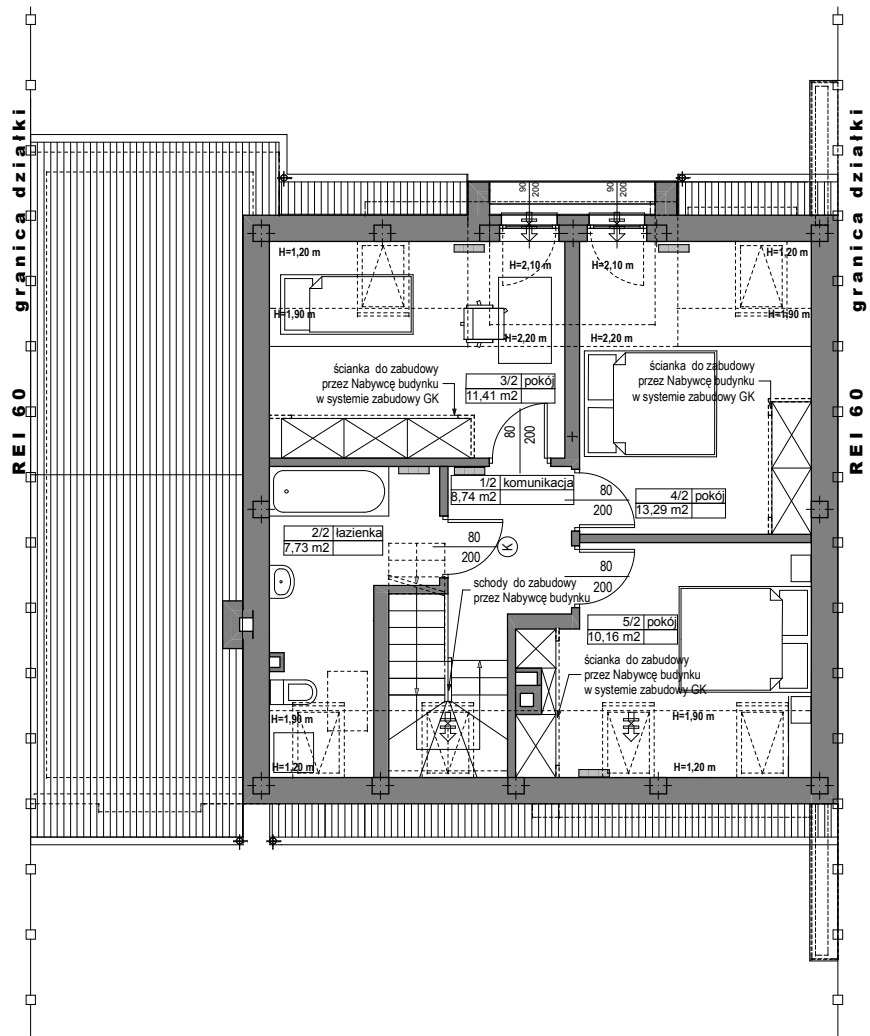 REI 60 granica działki
REI 60 granica działki
90
200
90
200
H=1,20 m
H=2,10 m
H=2,10 m
H=1,20 m
H=1,90 m
H=1,90 m
H=2,20 m
H=2,20 m
ścianka do zabudowy
przez Nabywcę budynku
w systemie zabudowy GK
3/2 pokój
11,41 m2
ścianka do zabudowy
przez Nabywcę budynku
w systemie zabudowy GK
80
200
1/2 komunikacja
8,74 m2
80
200
4/2 pokój
13,29 m2
2/2 łazienka
7,73 m2
80
200
K
80
200
schody do zabudowy
przez Nabywcę budynku
5/2 pokój
10,16 m2
ścianka do zabudowy
przez Nabywcę budynku
w systemie zabudowy GK
H=1,90 m
H=1,90 m
H=1,20 m
H=1,20 m